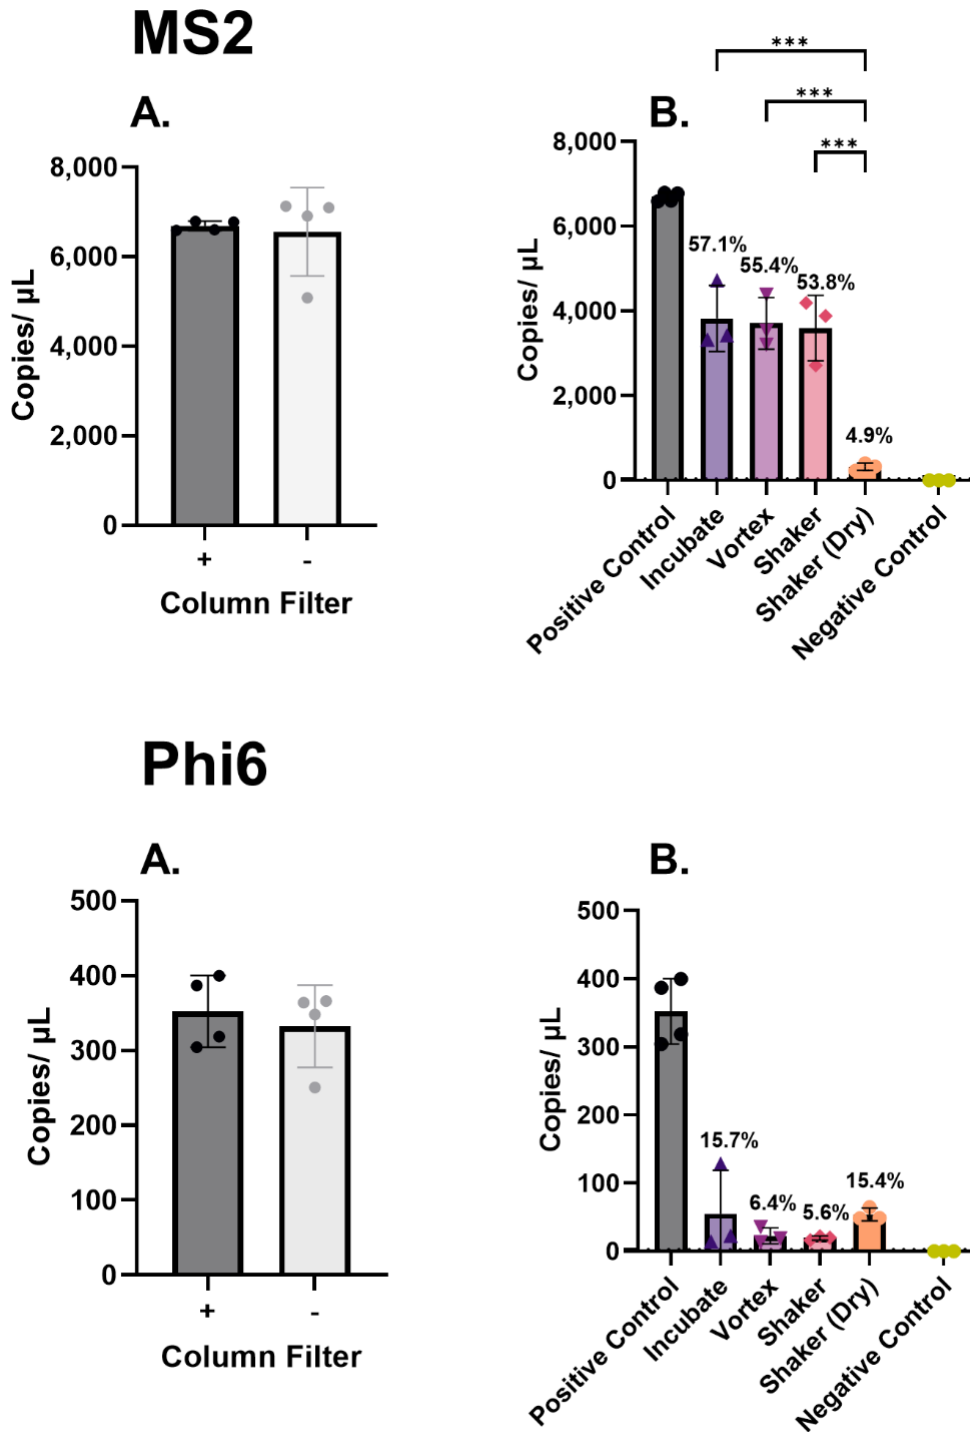 MS2
A.
8,000
6,000
4,000
2,000
0
Copies/ µL
+ -
Column Filter
B.
***
***
***
8,000
6,000
4,000
2,000
0
Copies/ µL
57.1%
55.4%
53.8%
4.9%
Positive Control
Incubate
Vortex
Shaker
Shaker (Dry)
Negative Control
Phi6
A.
500
400
300
200
100
0
Copies/ µL
+ -
Column Filter
B.
500
400
300
200
100
0
Copies/ µL
15.7%
6.4%
5.6%
15.4%
Positive Control
Incubate
Vortex
Shaker
Shaker (Dry)
Negative Control